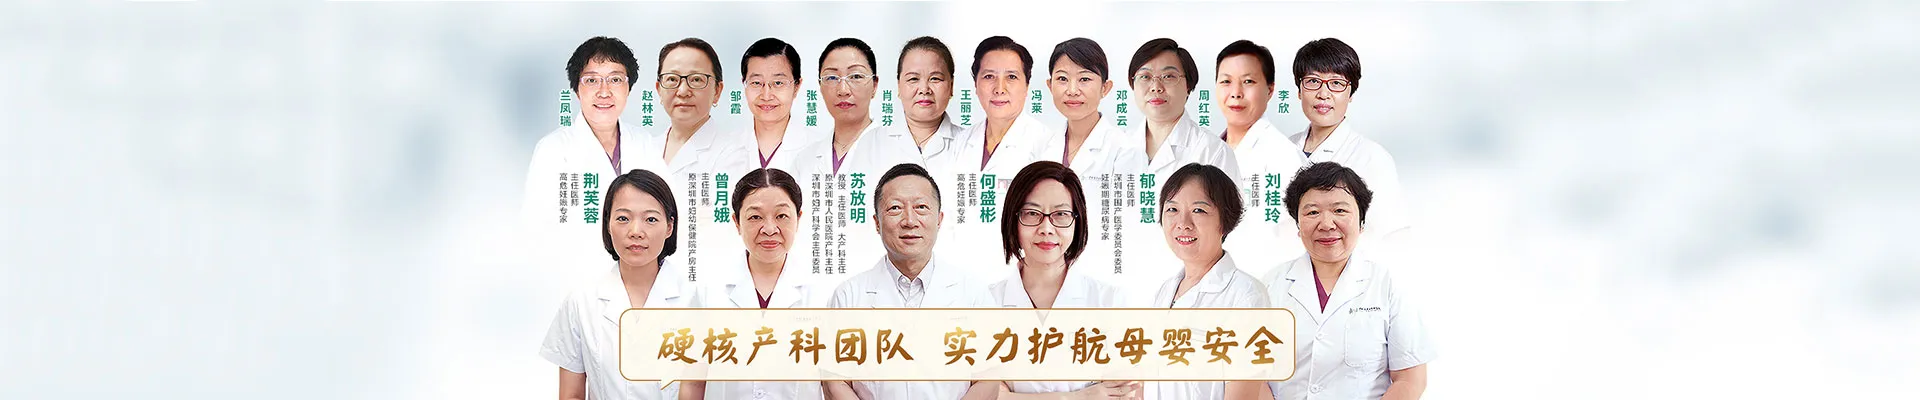 兰凤瑞
赵林英
邹霞
张慧媛
肖瑞芬
王丽芝
冯莱
邓成云
周红英
李欣
荆芙蓉
主任医师
高危妊娠专家
曾月娥
主任医师
原深圳市妇幼保健院产房主任
苏放明
教授 主任医师 大产科主任
原深圳市人民医院产科主任
深圳市妇产科学会主任委员
何盛彬
主任医师
高危妊娠专家
郁晓慧
主任医师
深圳市围产医学委员会委员
妊娠期糖尿病专家
刘桂玲
主任医师
硬核产科团队 实力护航母婴安全